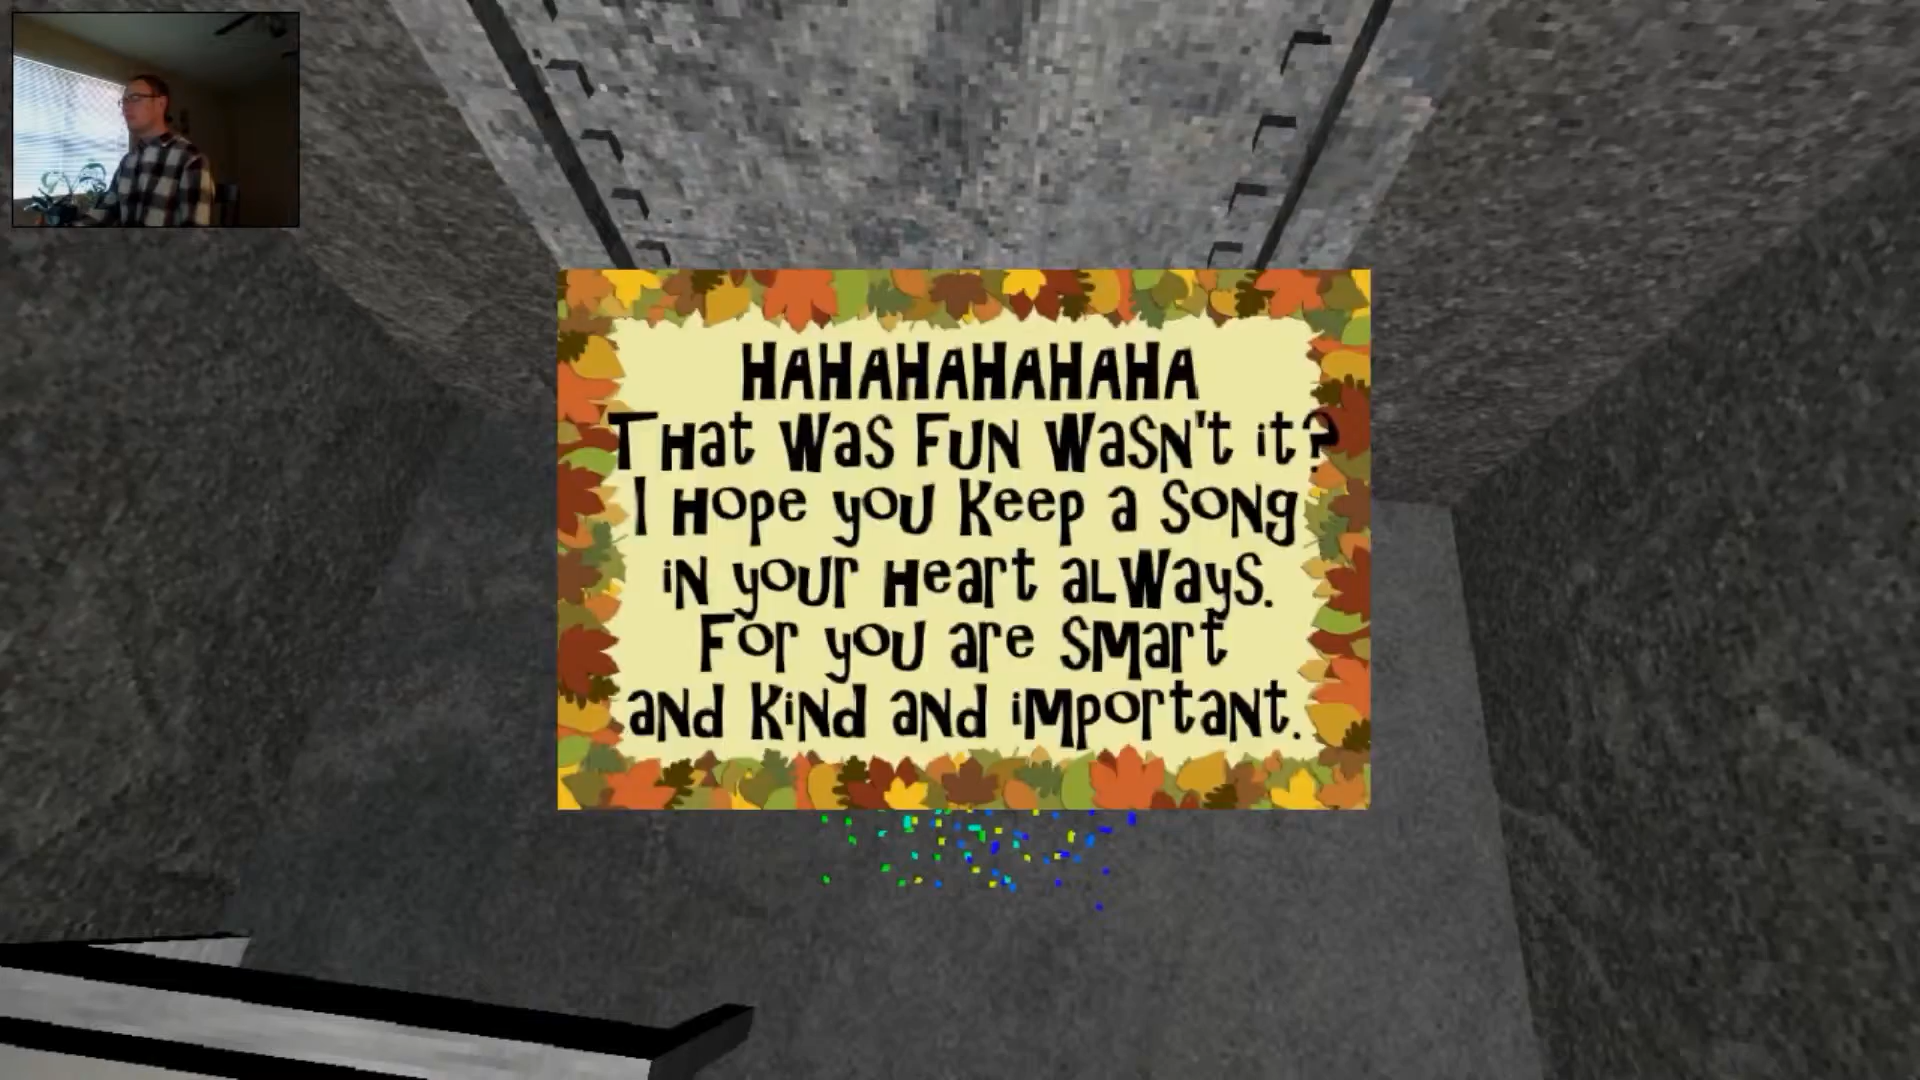 HAHAHAHAHAHA
THat Was FUN WasN't it?
I Hope yoU Keep a SONg
iN yoUr Heart aLWays.
For yoU are SMart
aNd KiNd aNd iMportaNt.